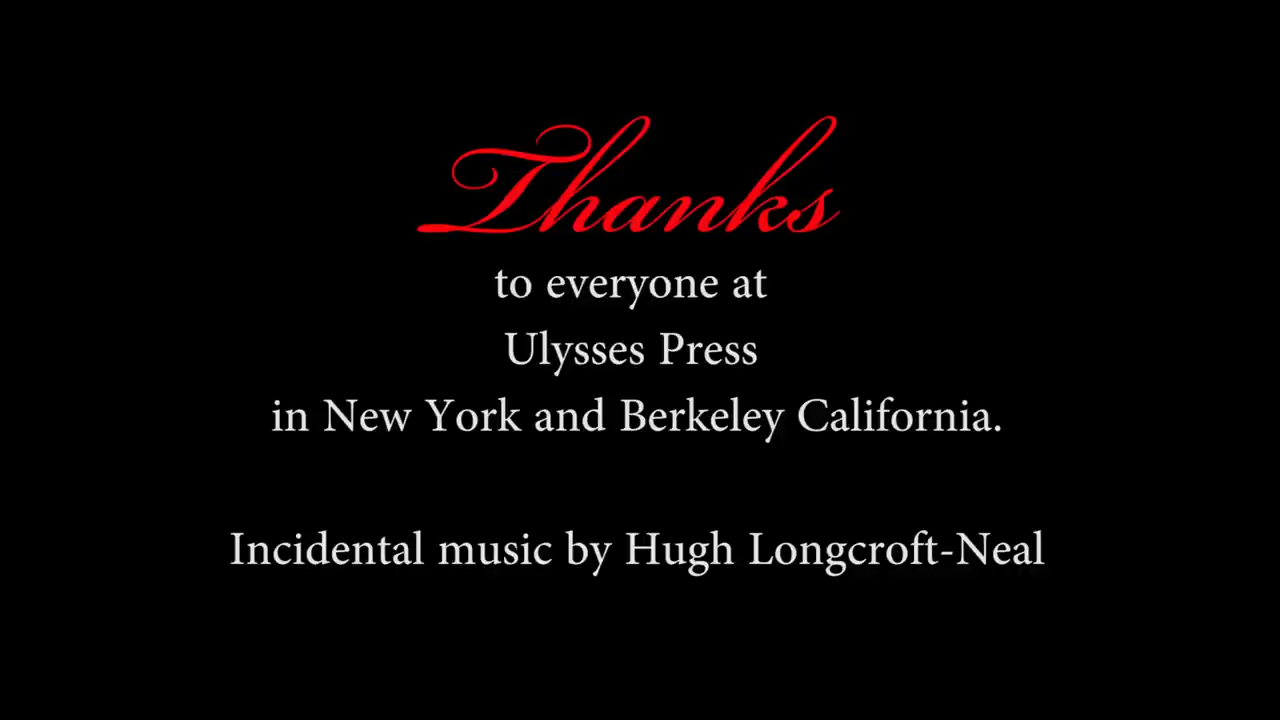 Thanks
to everyone at
Ulysses Press
in New York and Berkeley California.
Incidental music by Hugh Longcroft-Neal